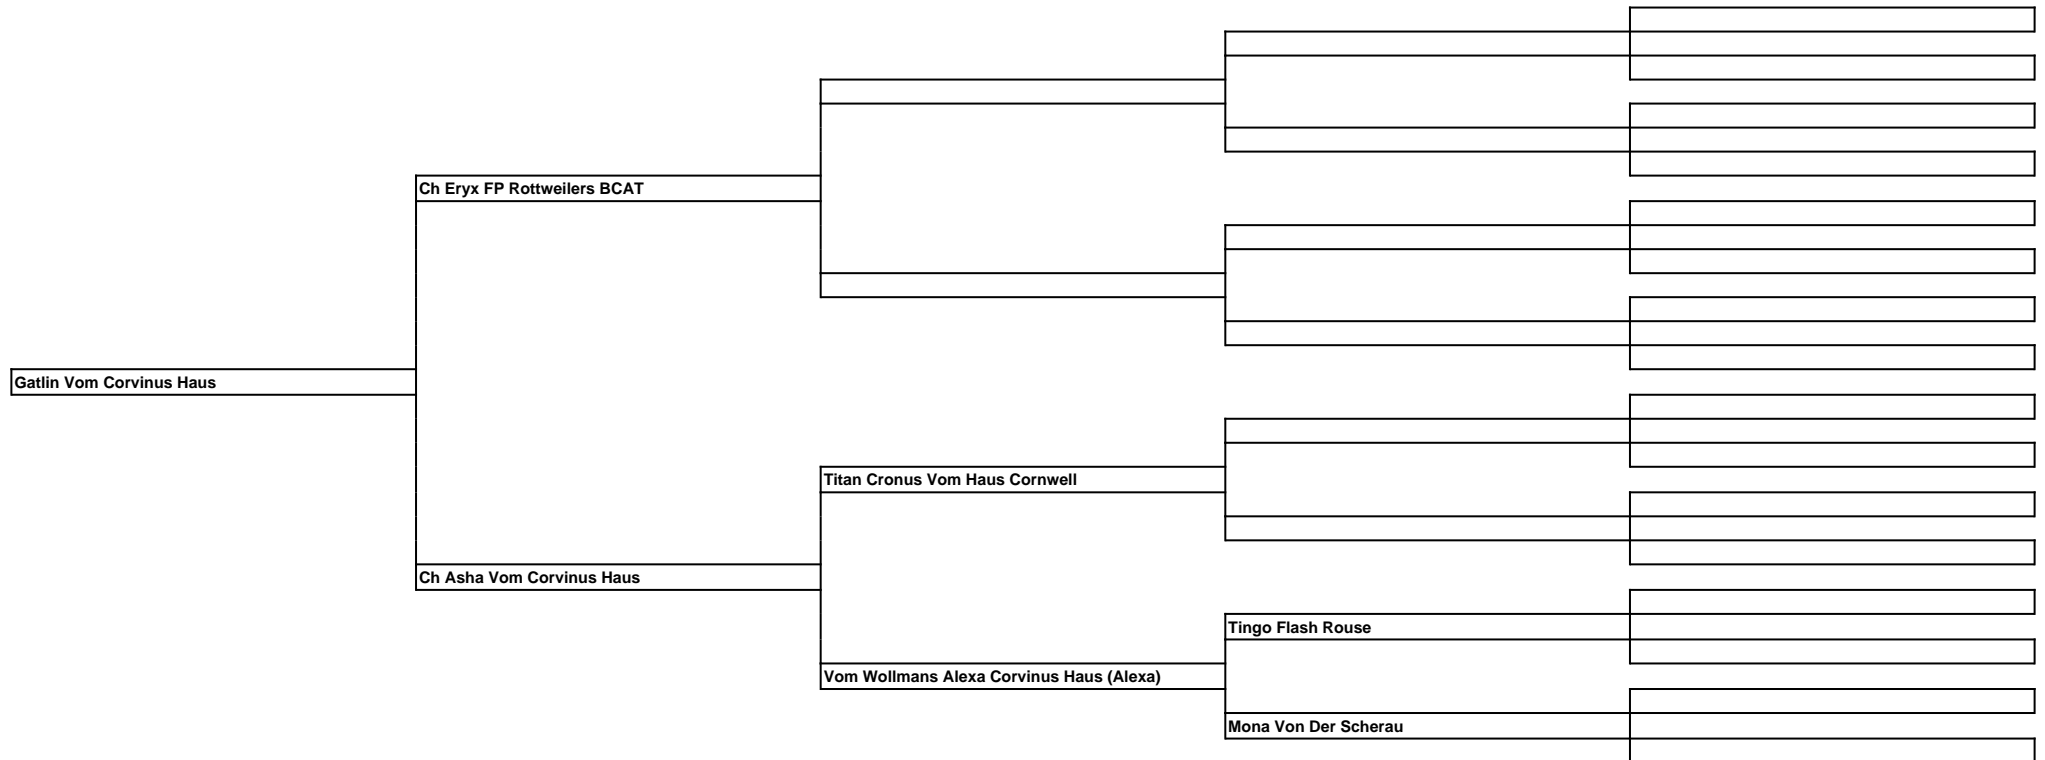 Ch Eryx FP Rottweilers BCAT
Gatlin Vom Corvinus Haus
Titan Cronus Vom Haus Cornwell
Ch Asha Vom Corvinus Haus
Tingo Flash Rouse
Vom Wollmans Alexa Corvinus Haus (Alexa)
Mona Von Der Scherau